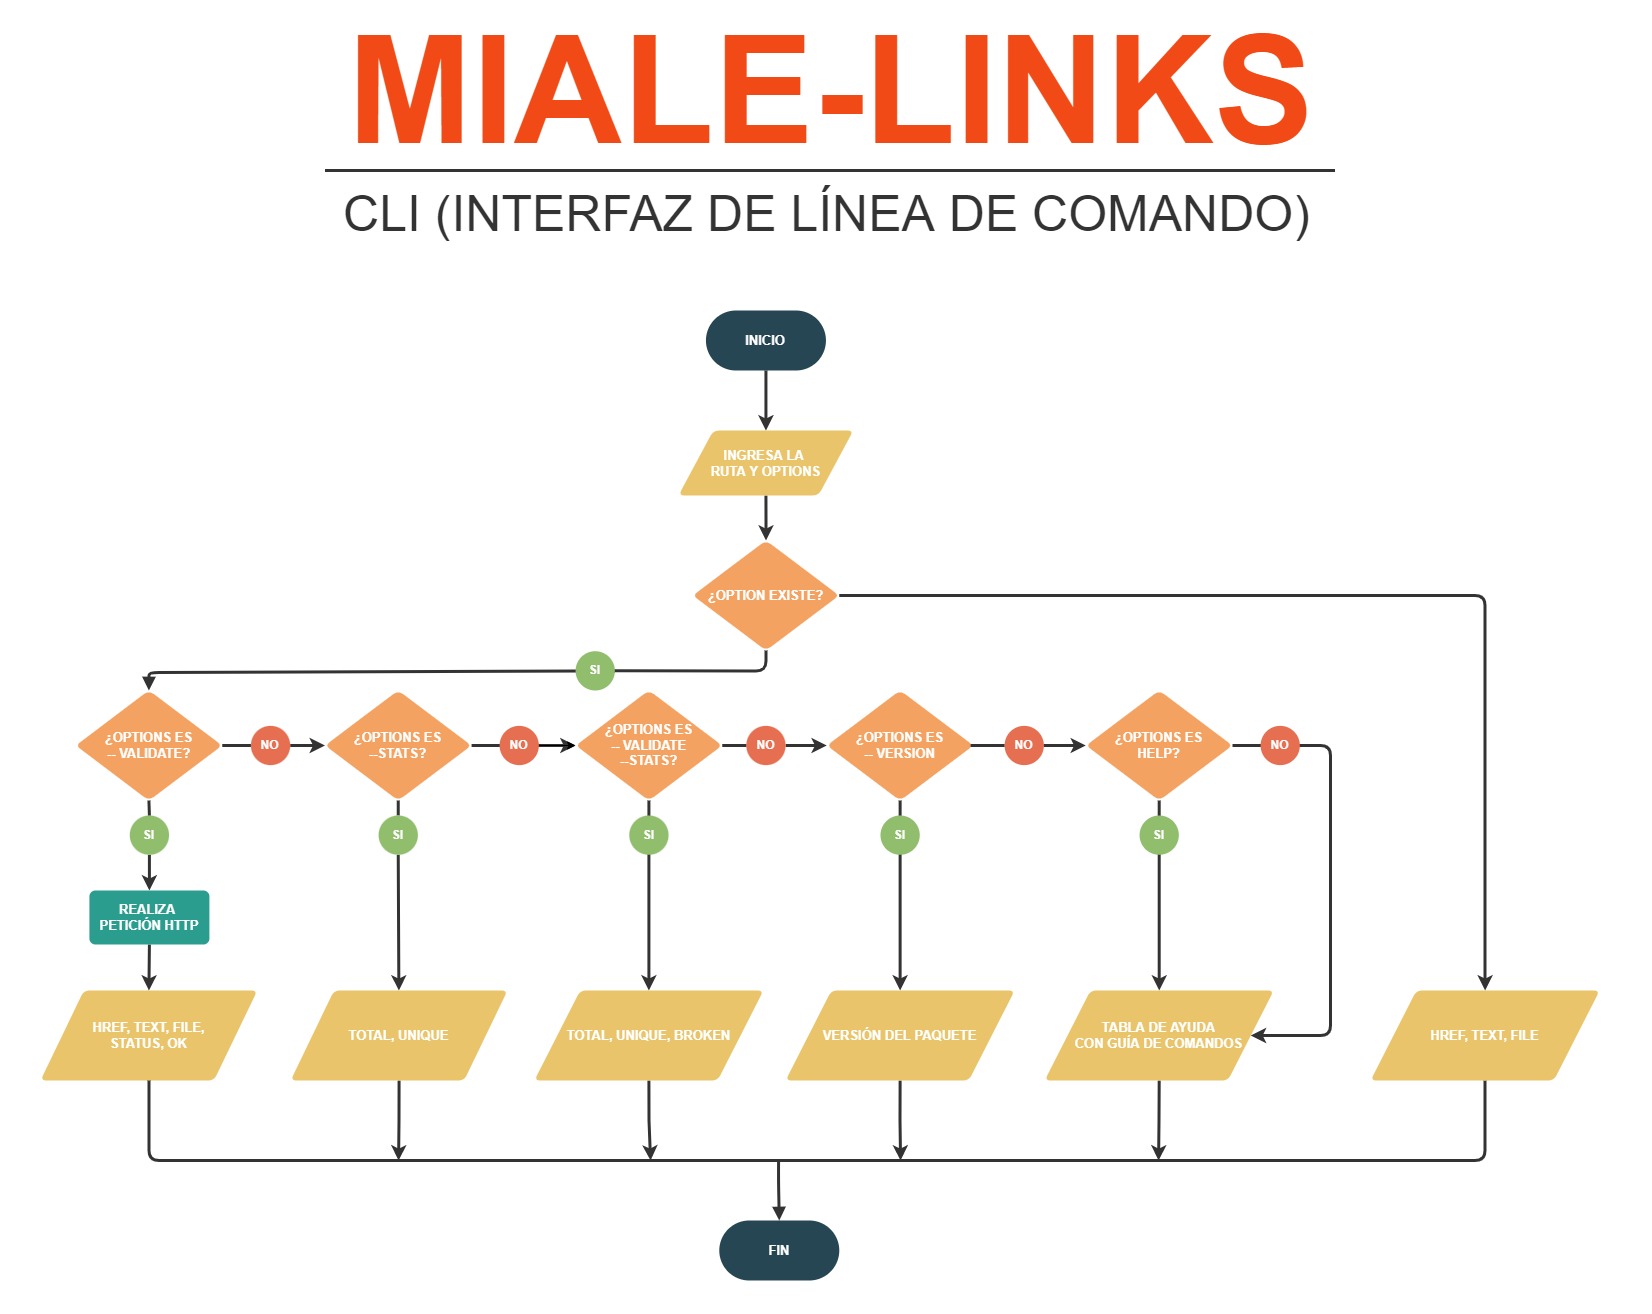 MIALE-LINKS
CLI (INTERFAZ DE LÍNEA DE COMANDO)
INICIO
INGRESA LA
RUTA Y OPTIONS
¿OPTION EXISTE?
SI
¿OPTIONS ES
-- VALIDATE?
NO
¿OPTIONS ES
--STATS?
NO
¿OPTIONS ES
-- VALIDATE
--STATS?
NO
¿OPTIONS ES
-- VERSION
NO
¿OPTIONS ES
HELP?
NO
SI
SI
SI
SI
SI
REALIZA
PETICIÓN HTTP
HREF, TEXT, FILE,
STATUS, OK
TOTAL, UNIQUE
TOTAL, UNIQUE, BROKEN
VERSIÓN DEL PAQUETE
TABLA DE AYUDA
CON GUÍA DE COMANDOS
HREF, TEXT, FILE
FIN